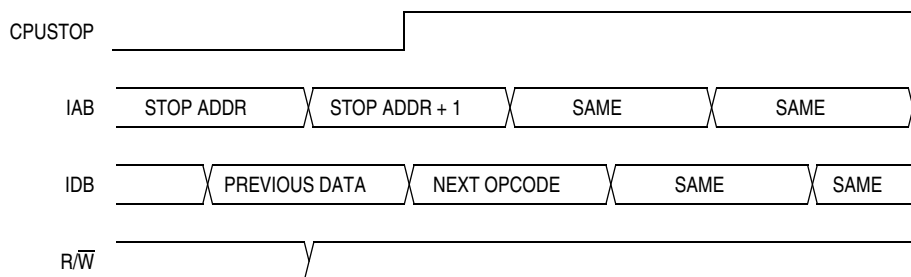 CPUSTOP
IAB STOP ADDR STOP ADDR + 1 SAME SAME
IDB PREVIOUS DATA NEXT OPCODE SAME SAME
R/W̅